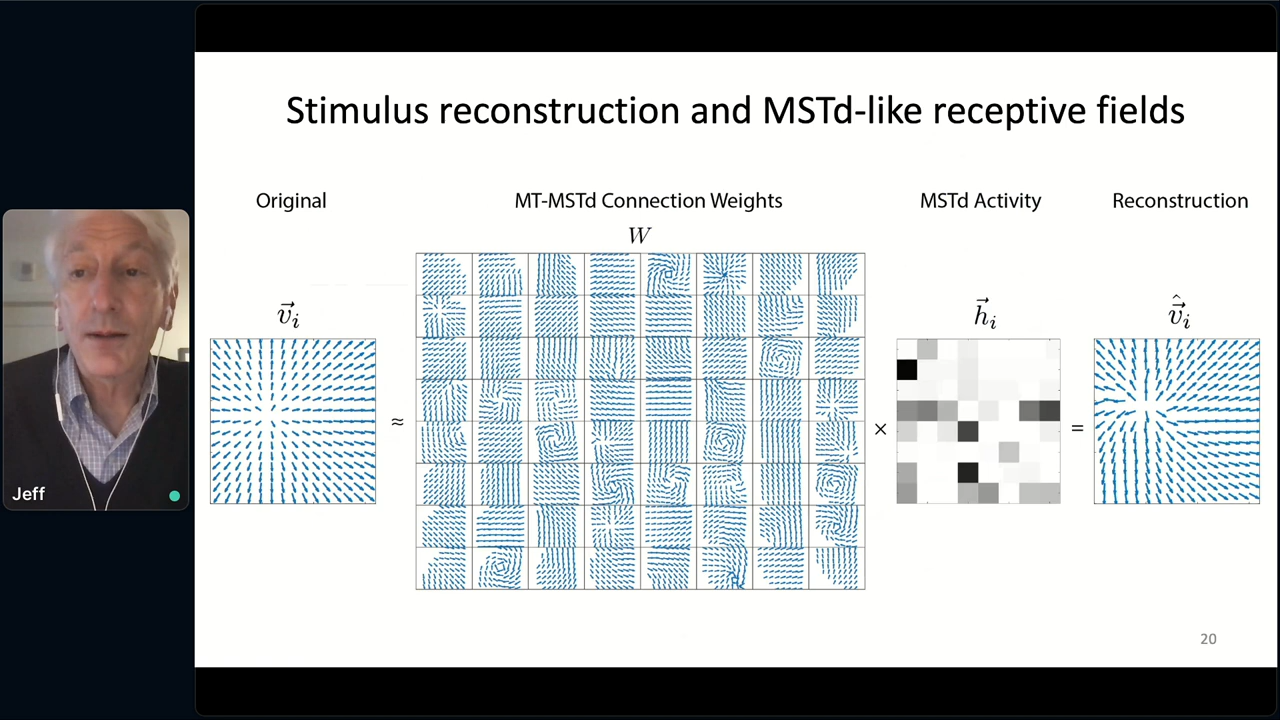 Stimulus reconstruction and MSTd-like receptive fields
Original
MT-MSTd Connection Weights
MSTd Activity
Reconstruction
W
v⃗ᵢ
h⃗ᵢ
v̂⃗ᵢ
≈
×
=
Jeff
20